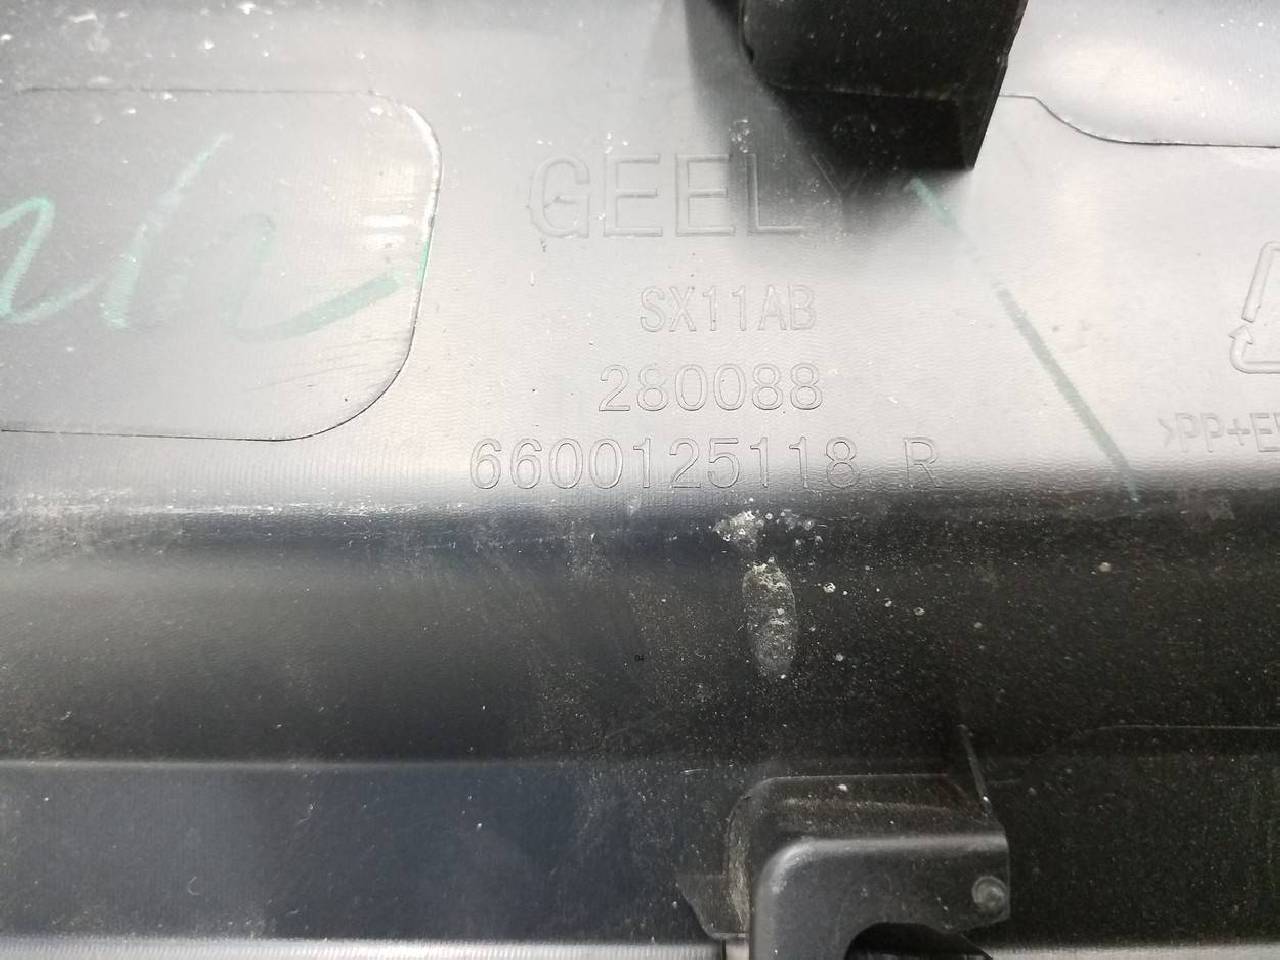 GEELY
SX11AB
280088
6600125118 R
>PP+E